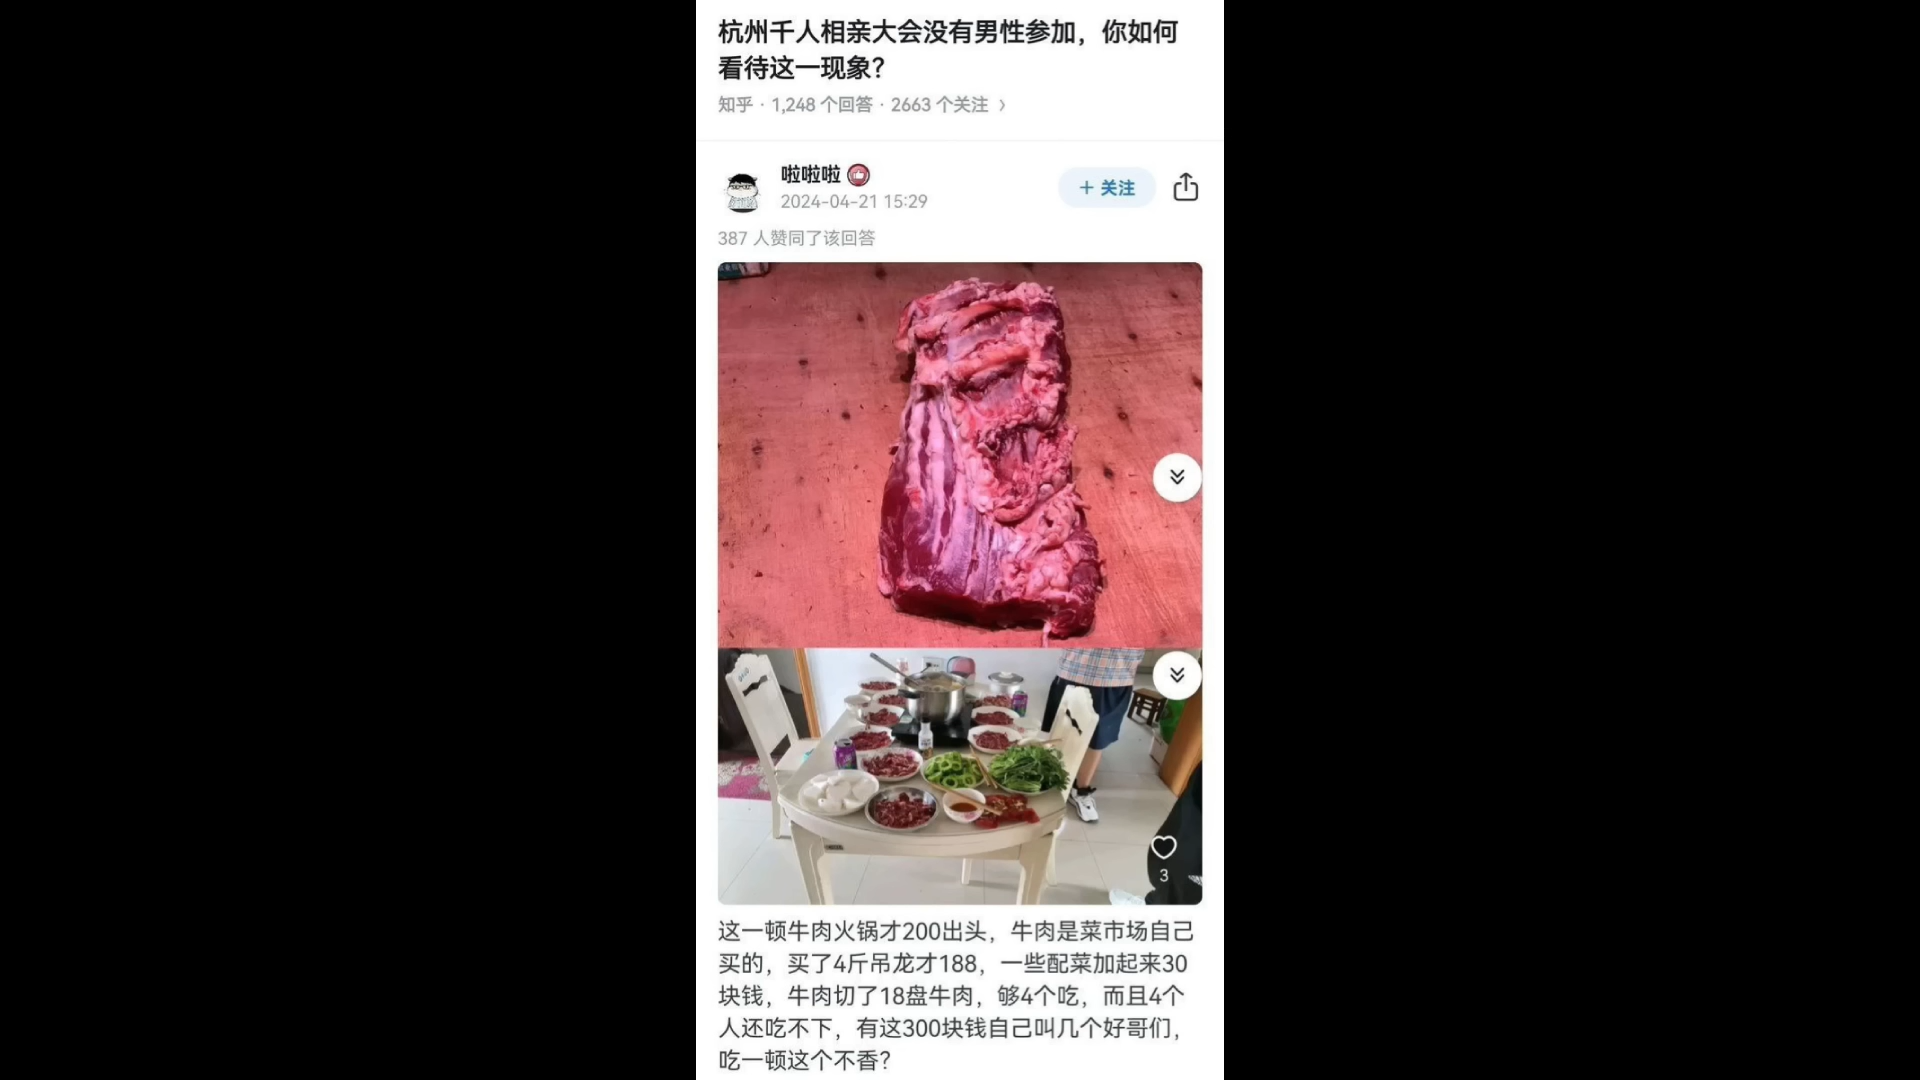 杭州千人相亲大会没有男性参加，你如何
看待这一现象？
知乎 · 1,248 个回答 · 2663 个关注 >
啦啦啦
+ 关注
2024-04-21 15:29
387 人赞同了该回答
3
这一顿牛肉火锅才200出头，牛肉是菜市场自己
买的，买了4斤吊龙才188，一些配菜加起来30
块钱，牛肉切了18盘牛肉，够4个吃，而且4个
人还吃不下，有这300块钱自己叫几个好哥们，
吃一顿这个不香？